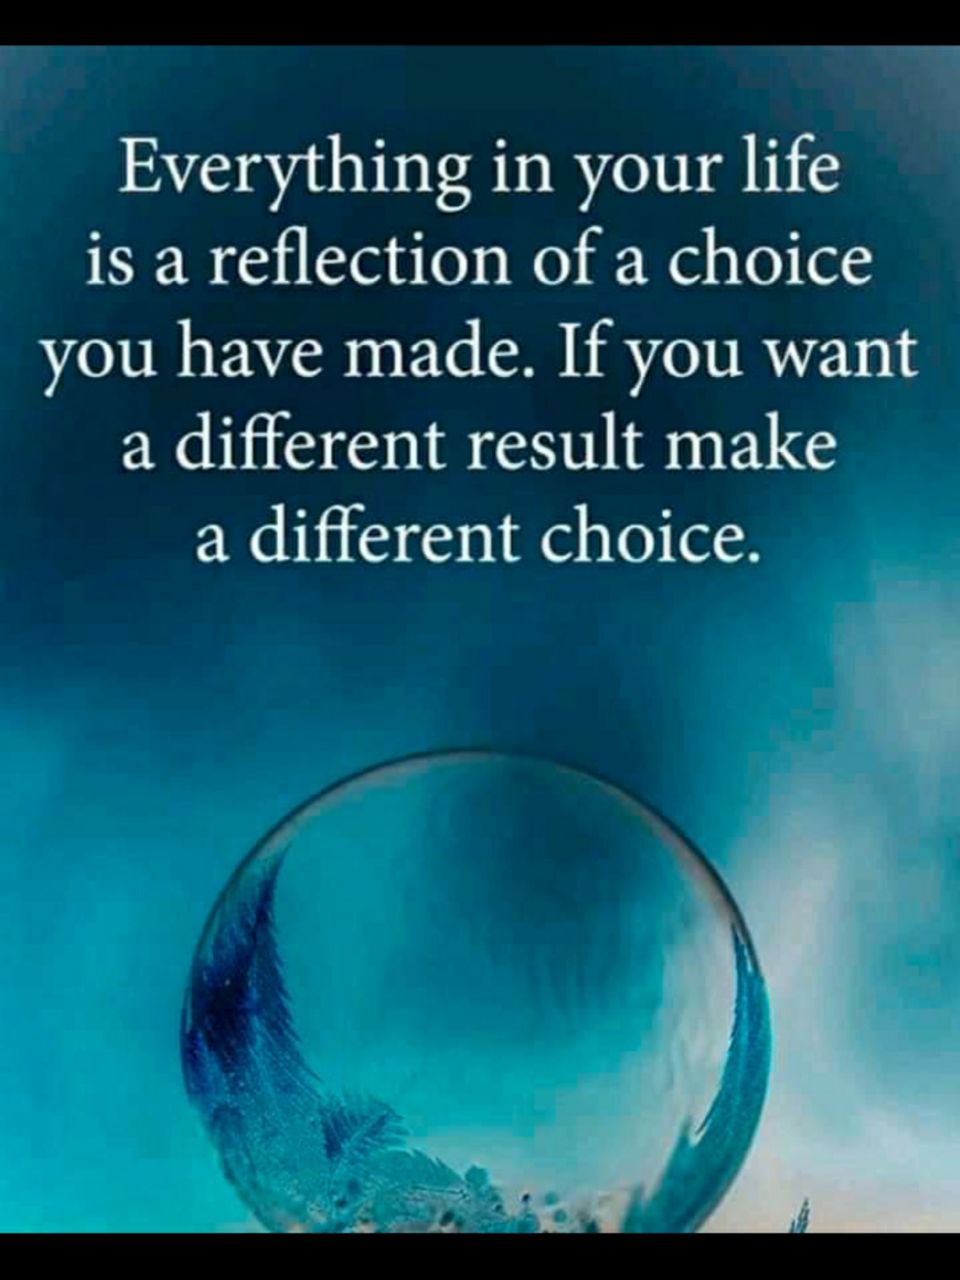 Everything in your life
is a reflection of a choice
you have made. If you want
a different result make
a different choice.